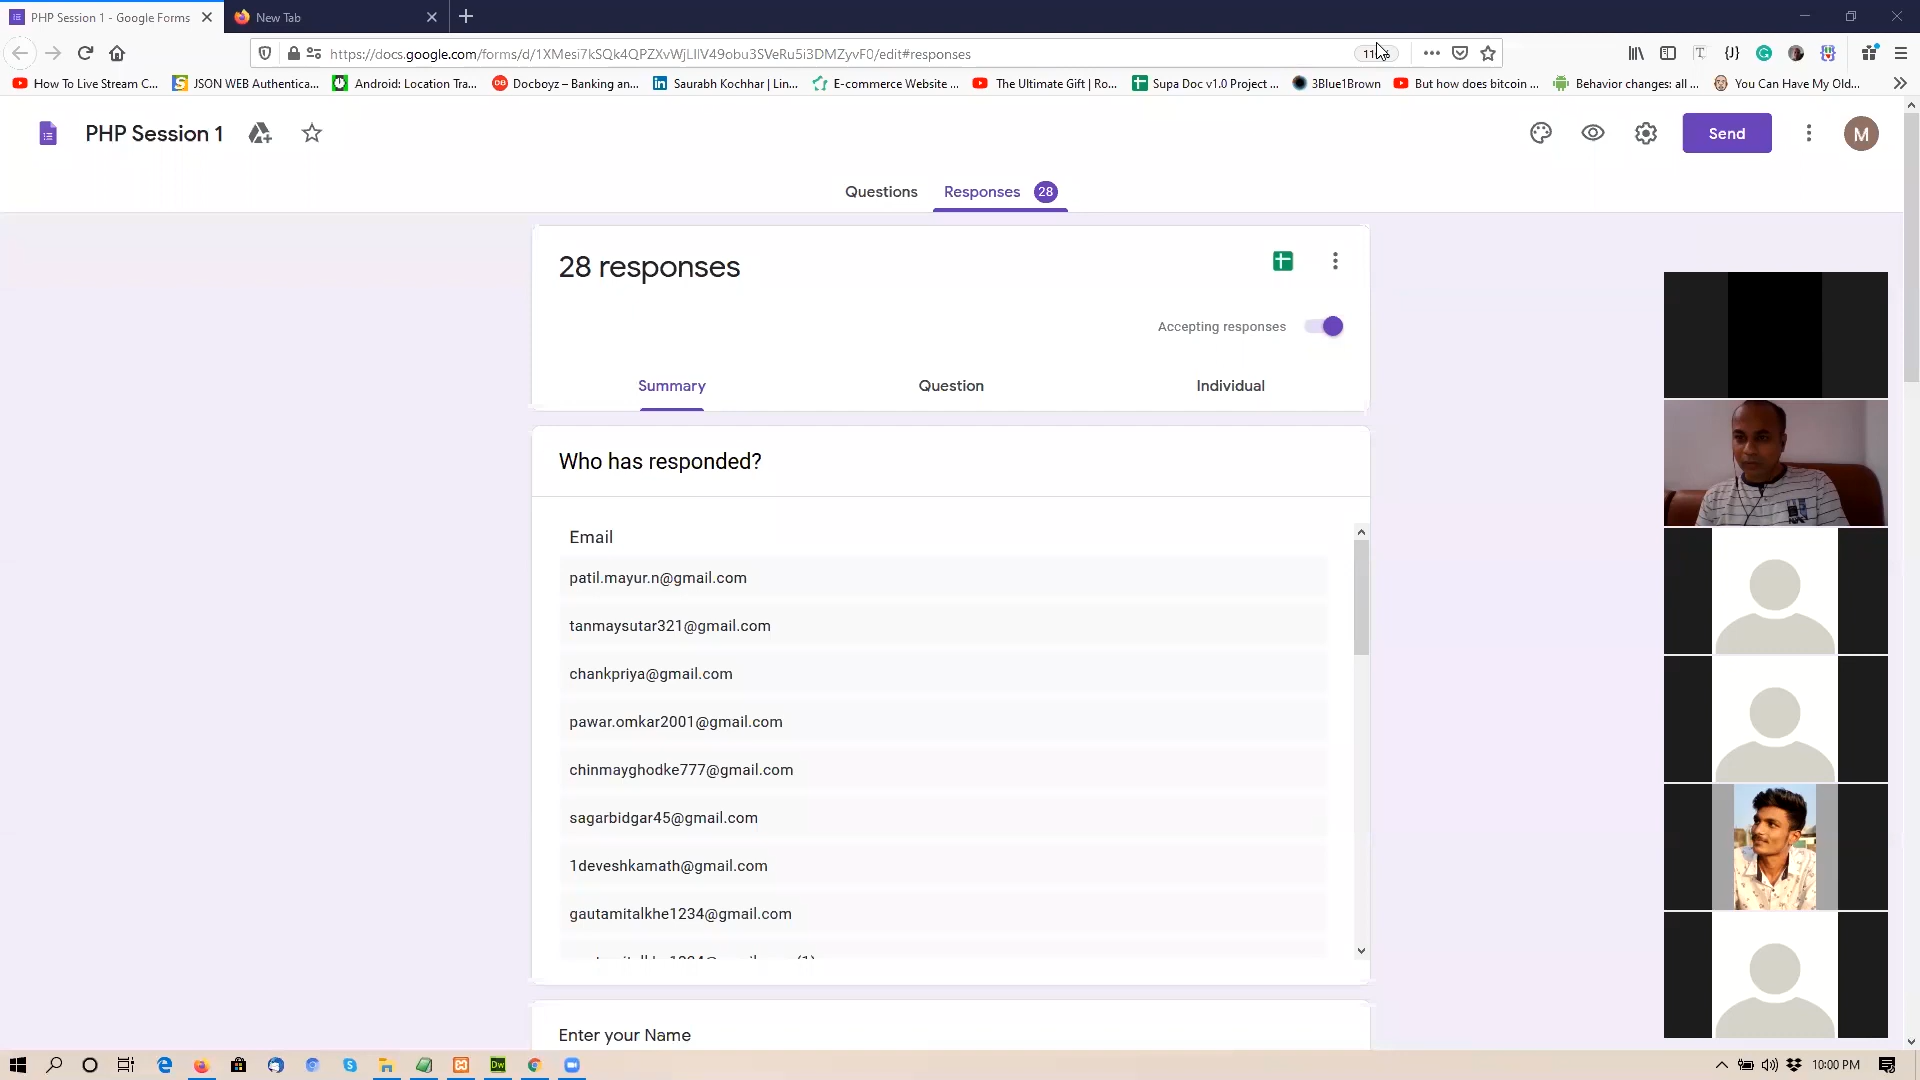 PHP Session 1 - Google Forms
New Tab
https://docs.google.com/forms/d/1XMesi7kSQk4QPZXvWjLIlV49obu3SVeRu5i3DMZyvF0/edit#responses
How To Live Stream C...
JSON WEB Authentica...
Android: Location Tra...
Docboyz – Banking an...
Saurabh Kochhar | Lin...
E-commerce Website ...
The Ultimate Gift | Ro...
Supa Doc v1.0 Project ...
3Blue1Brown
But how does bitcoin ...
Behavior changes: all ...
You Can Have My Old...
PHP Session 1
Send
M
Questions
Responses 28
28 responses
Accepting responses
Summary
Question
Individual
Who has responded?
Email
patil.mayur.n@gmail.com
tanmaysutar321@gmail.com
chankpriya@gmail.com
pawar.omkar2001@gmail.com
chinmayghodke777@gmail.com
sagarbidgar45@gmail.com
1deveshkamath@gmail.com
gautamitalkhe1234@gmail.com
Enter your Name
Dw
10:00 PM